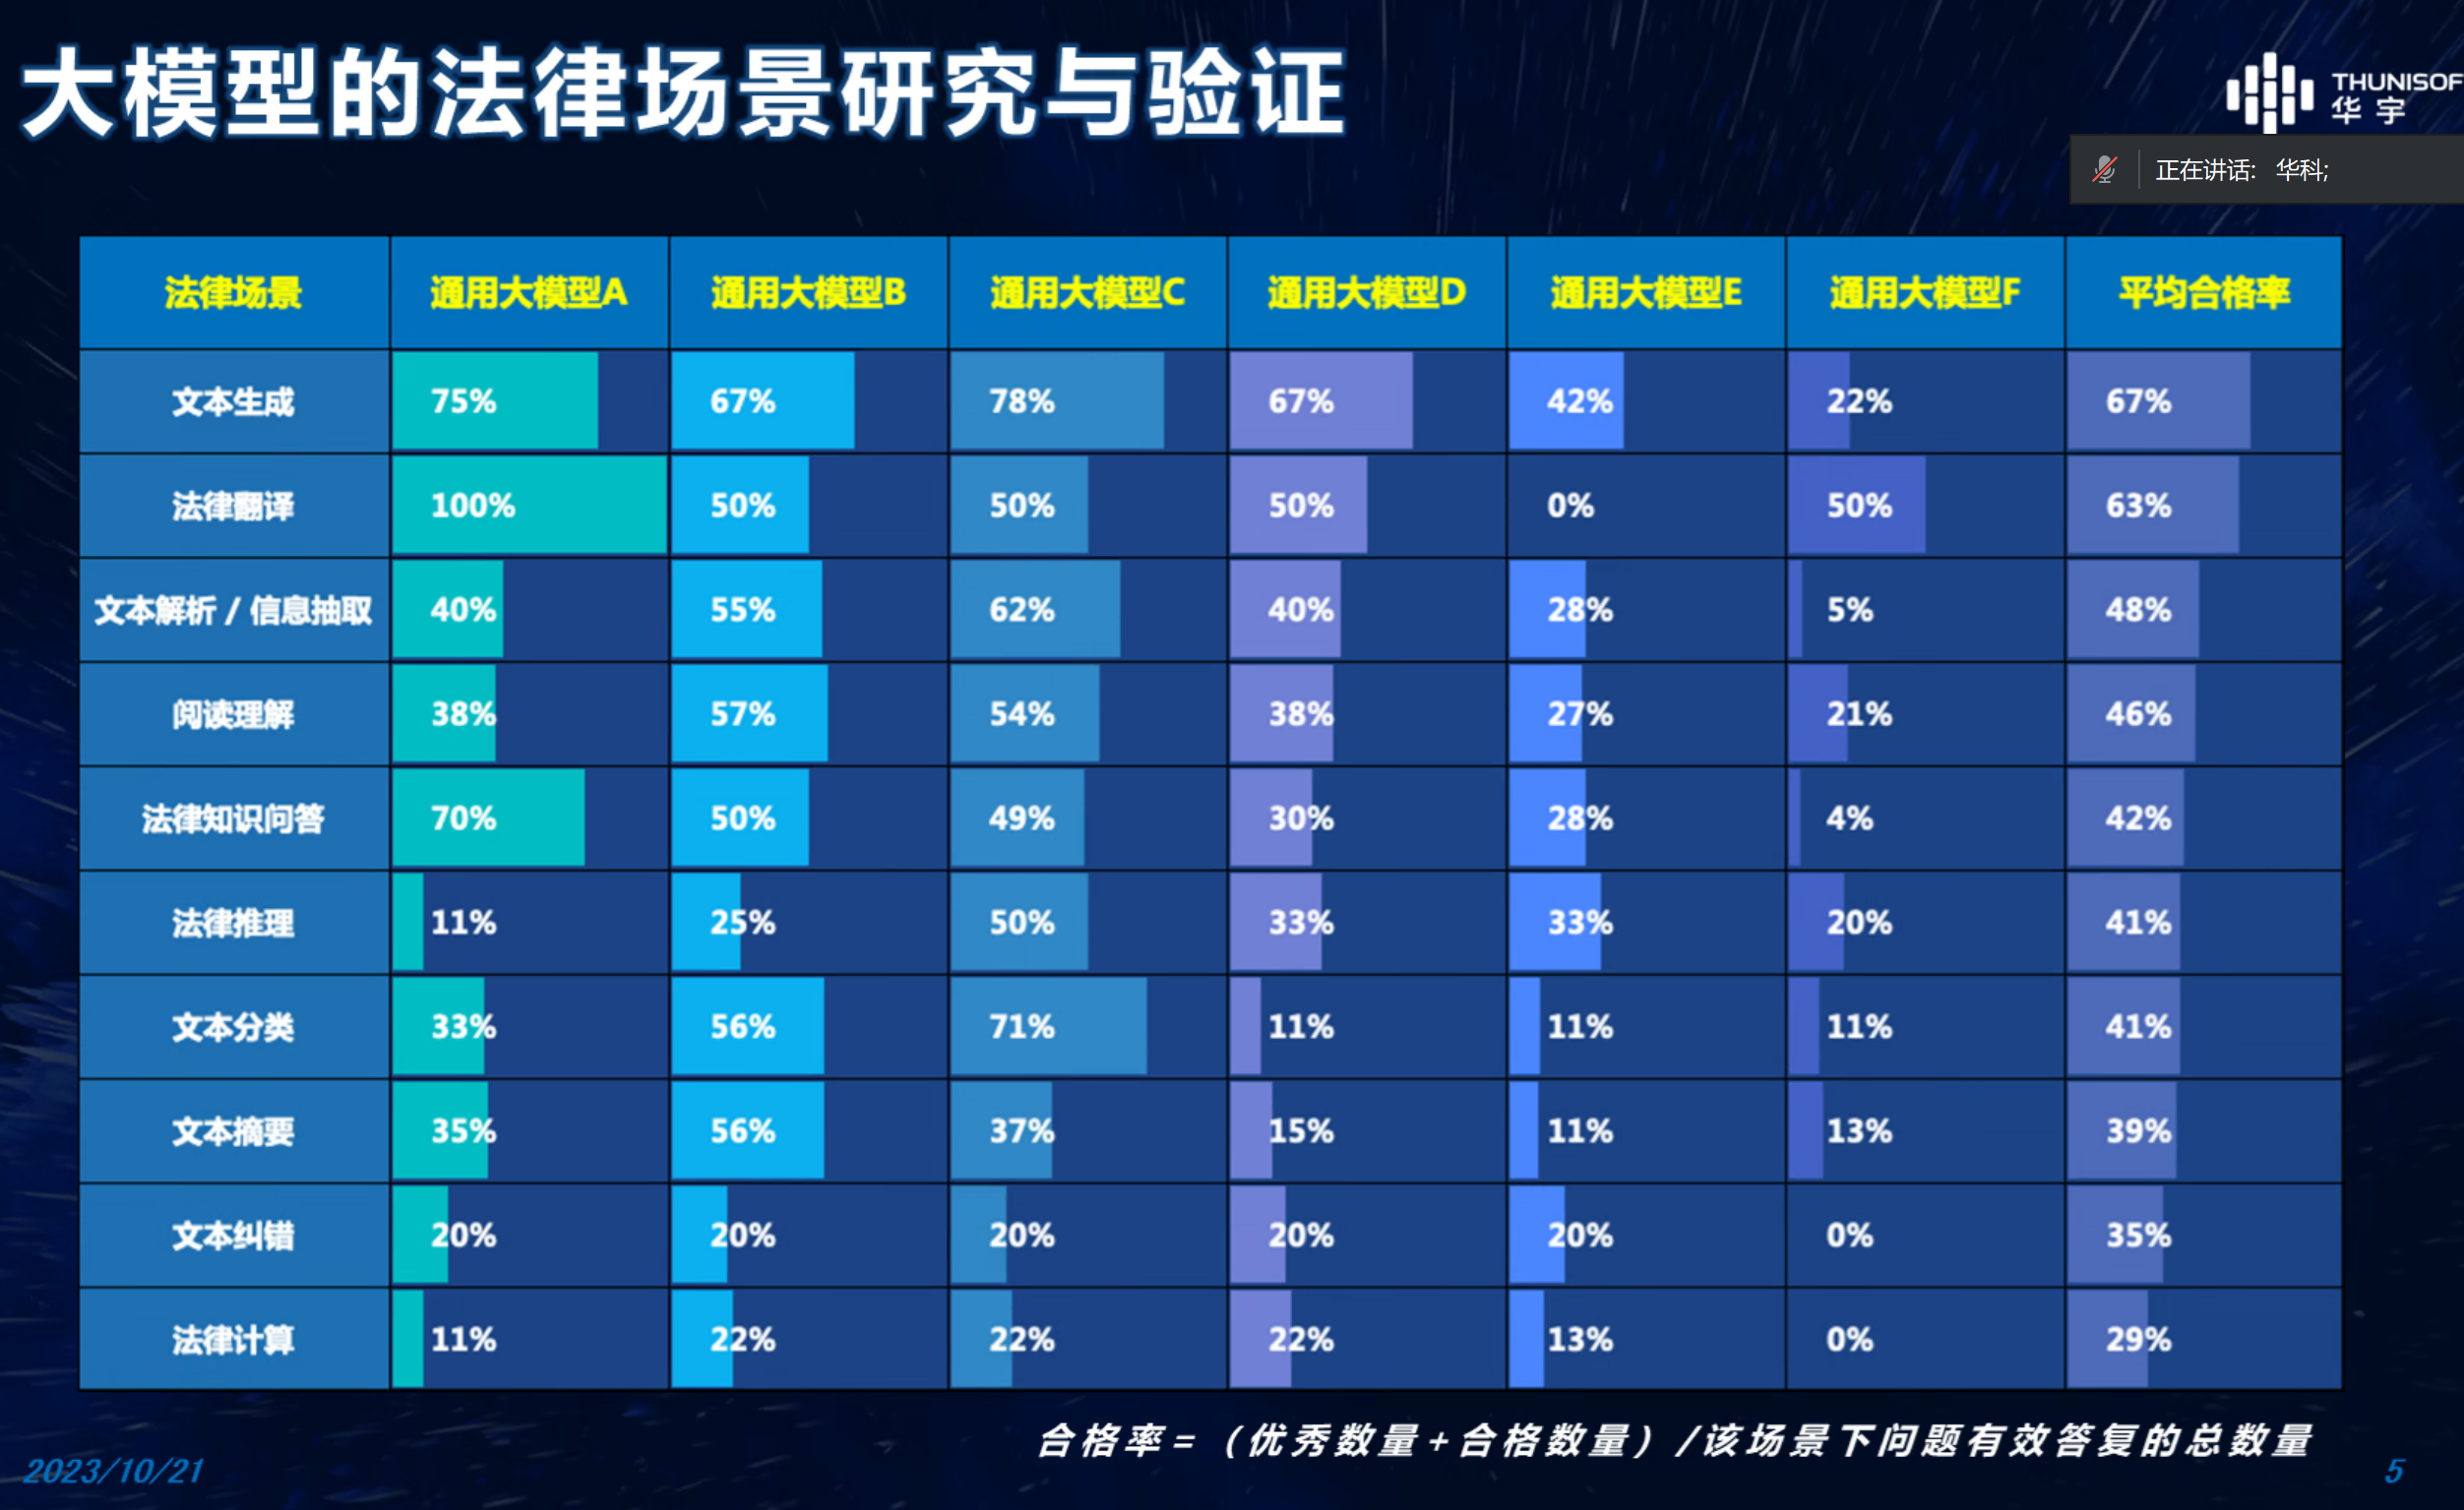 大模型的法律场景研究与验证
THUNISOF
华宇
正在讲话: 华科;
法律场景 通用大模型A 通用大模型B 通用大模型C 通用大模型D 通用大模型E 通用大模型F 平均合格率
文本生成 75% 67% 78% 67% 42% 22% 67%
法律翻译 100% 50% 50% 50% 0% 50% 63%
文本解析 / 信息抽取 40% 55% 62% 40% 28% 5% 48%
阅读理解 38% 57% 54% 38% 27% 21% 46%
法律知识问答 70% 50% 49% 30% 28% 4% 42%
法律推理 11% 25% 50% 33% 33% 20% 41%
文本分类 33% 56% 71% 11% 11% 11% 41%
文本摘要 35% 56% 37% 15% 11% 13% 39%
文本纠错 20% 20% 20% 20% 20% 0% 35%
法律计算 11% 22% 22% 22% 13% 0% 29%
合格率=（优秀数量+合格数量）/该场景下问题有效答复的总数量
2023/10/21
5